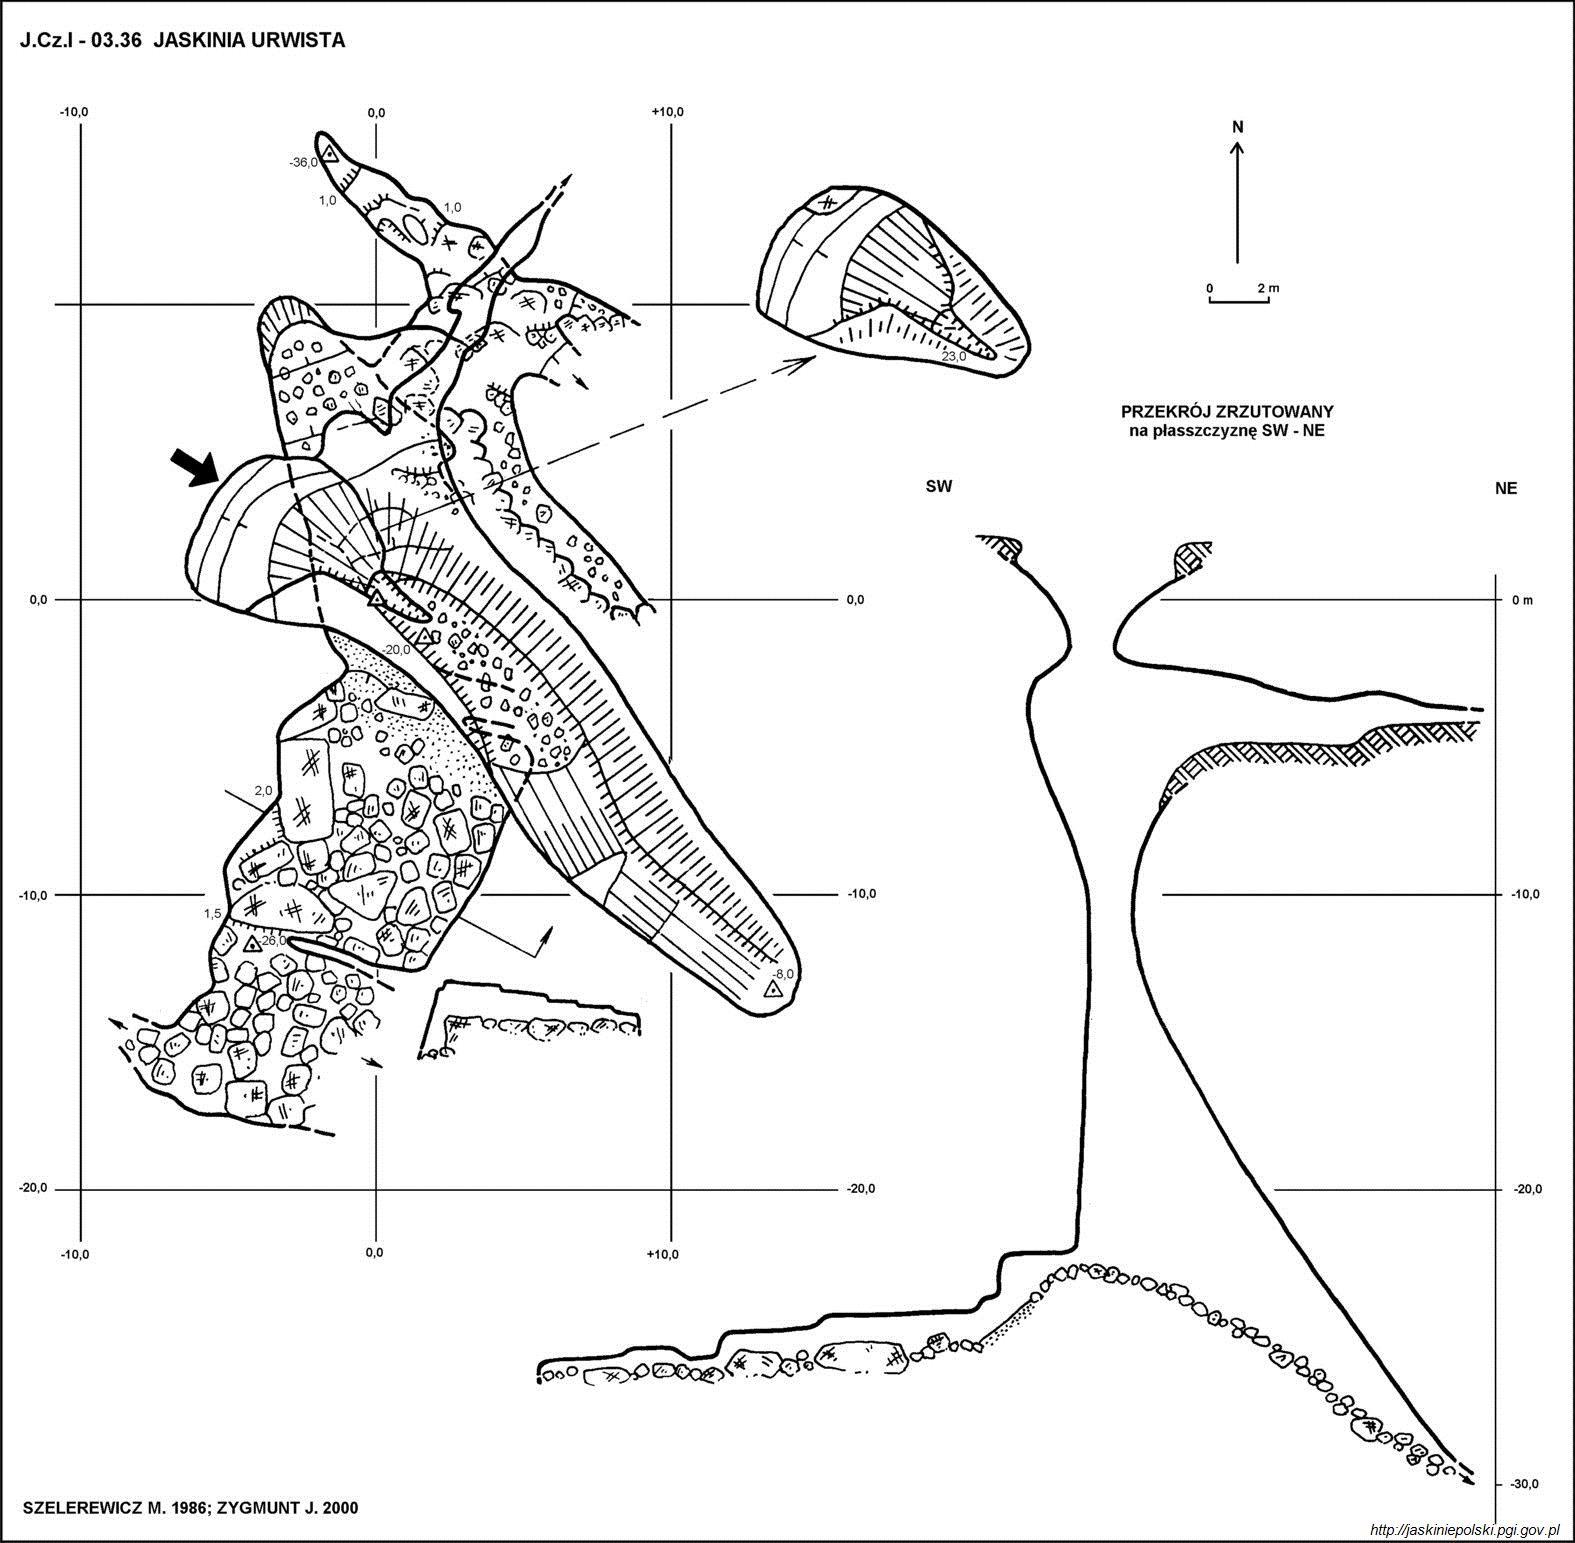 J.Cz.I - 03.36 JASKINIA URWISTA
-10,0
0,0
+10,0
N
-36,0
1,0
1,0
0
2 m
23,0
PRZEKRÓJ ZRZUTOWANY
na płasszczyznę SW - NE
SW
NE
0,0
0,0
0 m
-20,0
2,0
-10,0
-10,0
-10,0
1,5
-26,0
-8,0
-20,0
-20,0
-20,0
-10,0
0,0
+10,0
-30,0
SZELEREWICZ M. 1986; ZYGMUNT J. 2000
http://jaskiniepolski.pgi.gov.pl